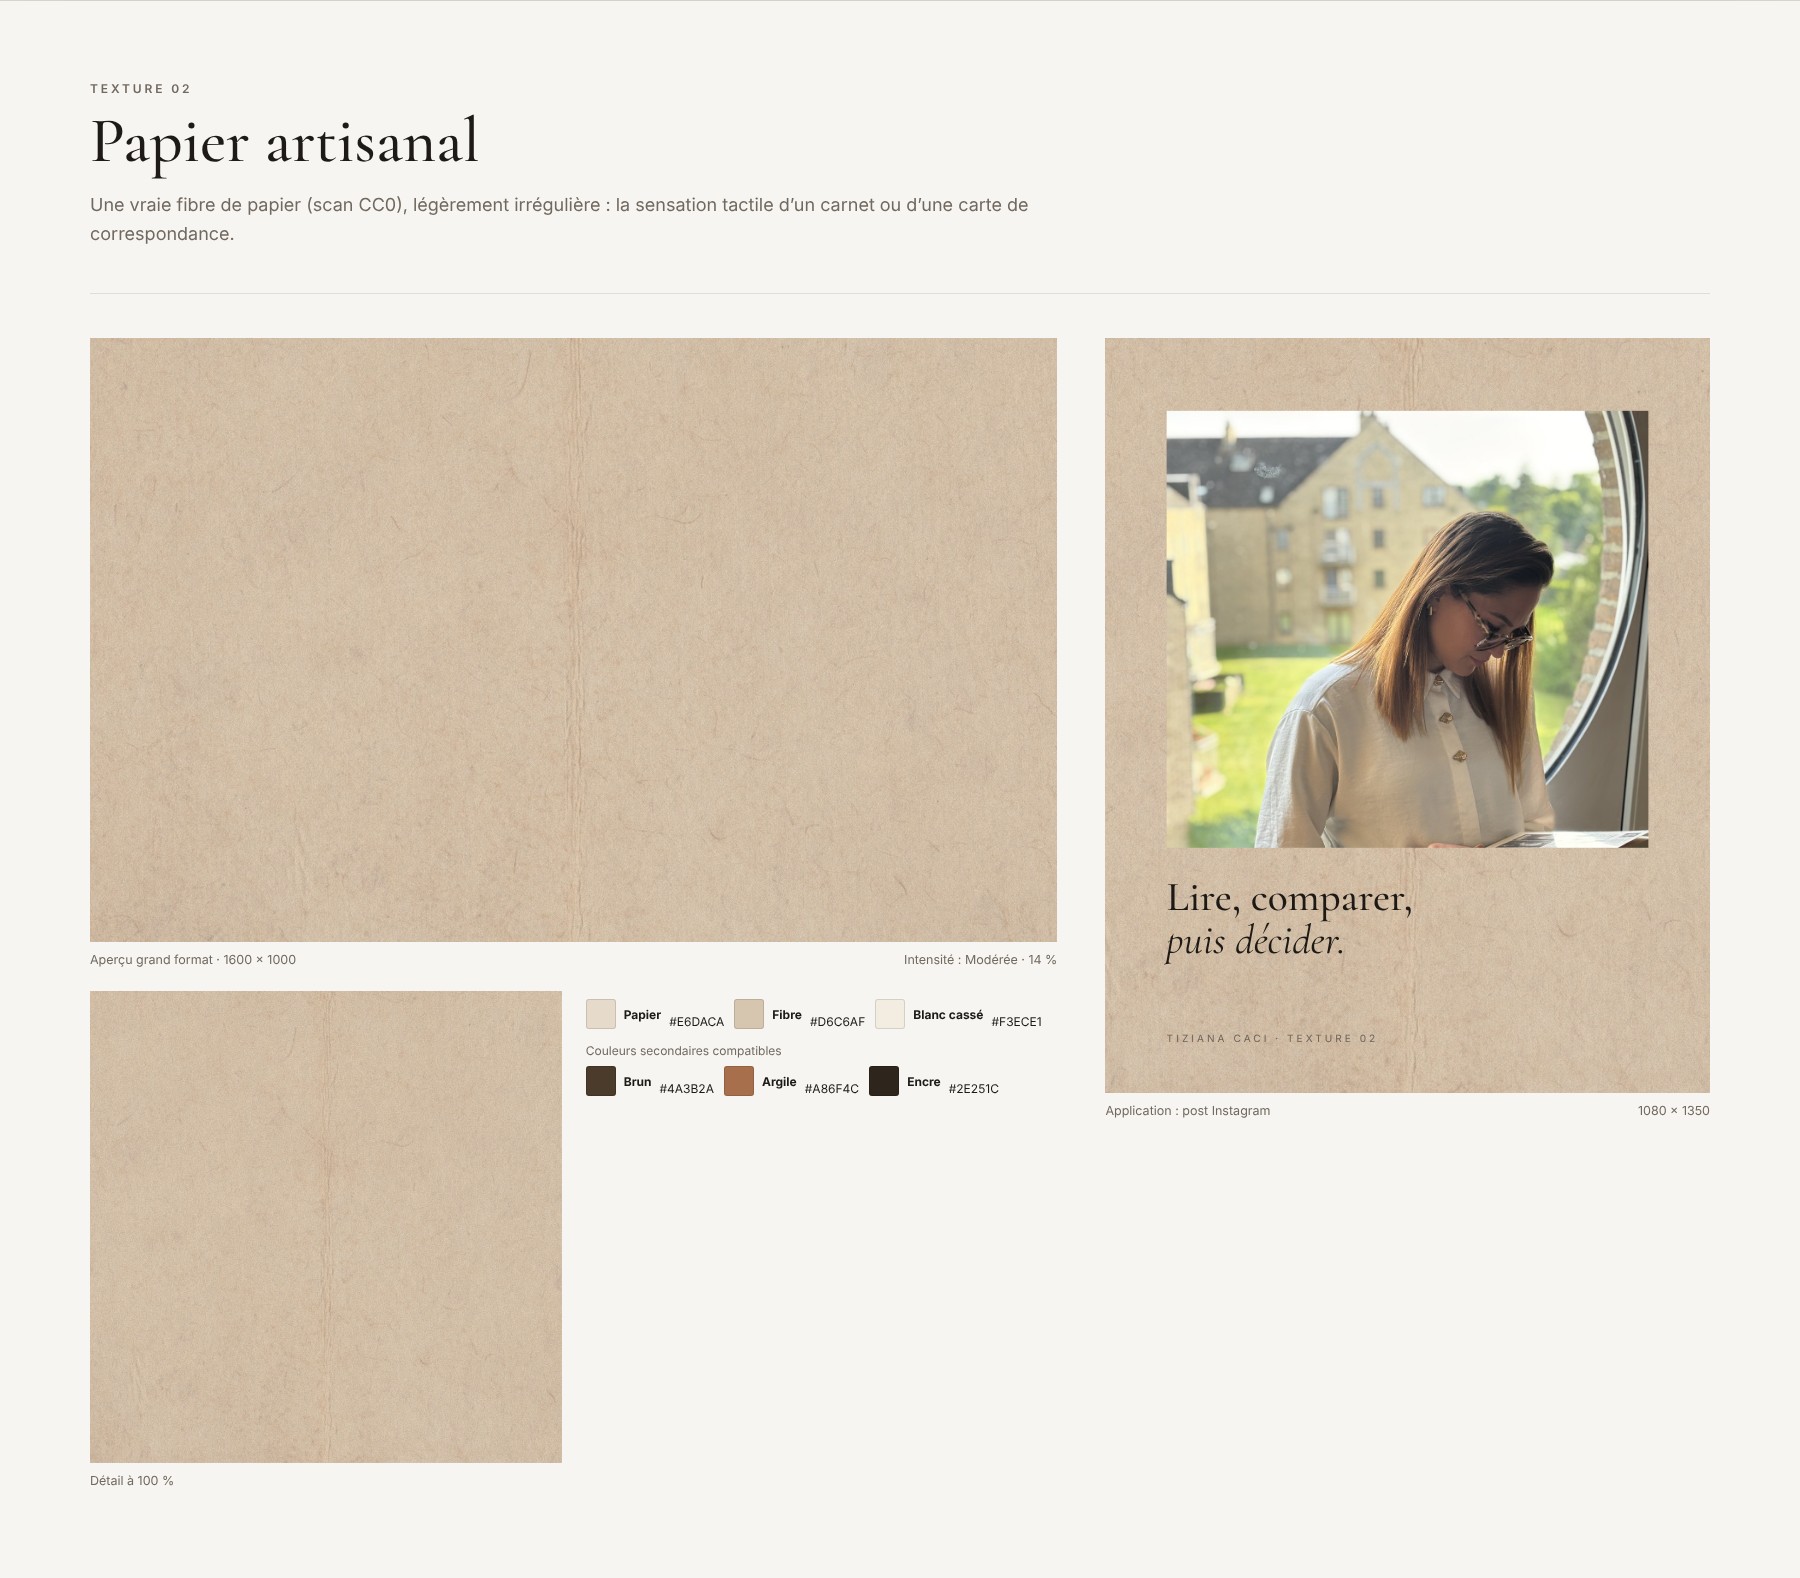 TEXTURE 02
Papier artisanal
Une vraie fibre de papier (scan CC0), légèrement irrégulière : la sensation tactile d’un carnet ou d’une carte de
correspondance.
Aperçu grand format · 1600 × 1000
Intensité : Modérée · 14 %
Papier #E6DACA Fibre #D6C6AF Blanc cassé #F3ECE1
Couleurs secondaires compatibles
Brun #4A3B2A Argile #A86F4C Encre #2E251C
Détail à 100 %
Lire, comparer,
puis décider.
TIZIANA CACI · TEXTURE 02
Application : post Instagram
1080 × 1350